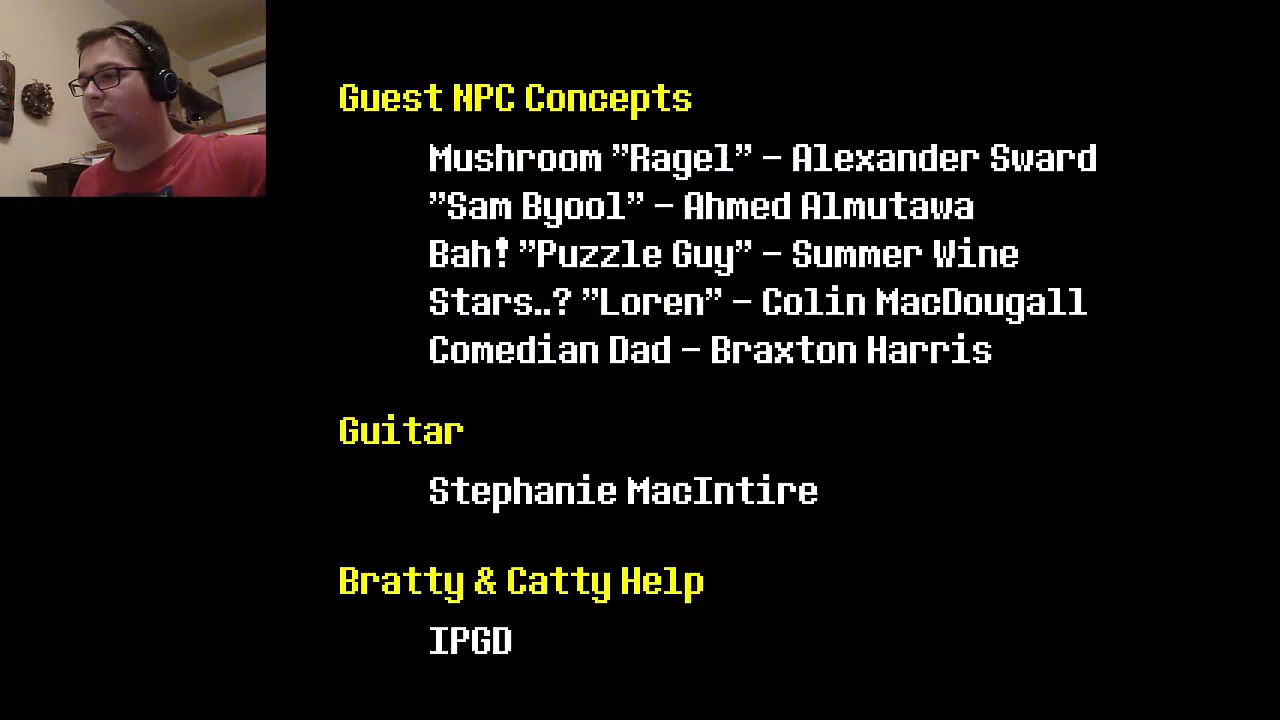 Guest NPC Concepts
Mushroom "Ragel" - Alexander Sward
"Sam Byool" - Ahmed Almutawa
Bah! "Puzzle Guy" - Summer Wine
Stars..? "Loren" - Colin MacDougall
Comedian Dad - Braxton Harris
Guitar
Stephanie MacIntire
Bratty & Catty Help
IPGD